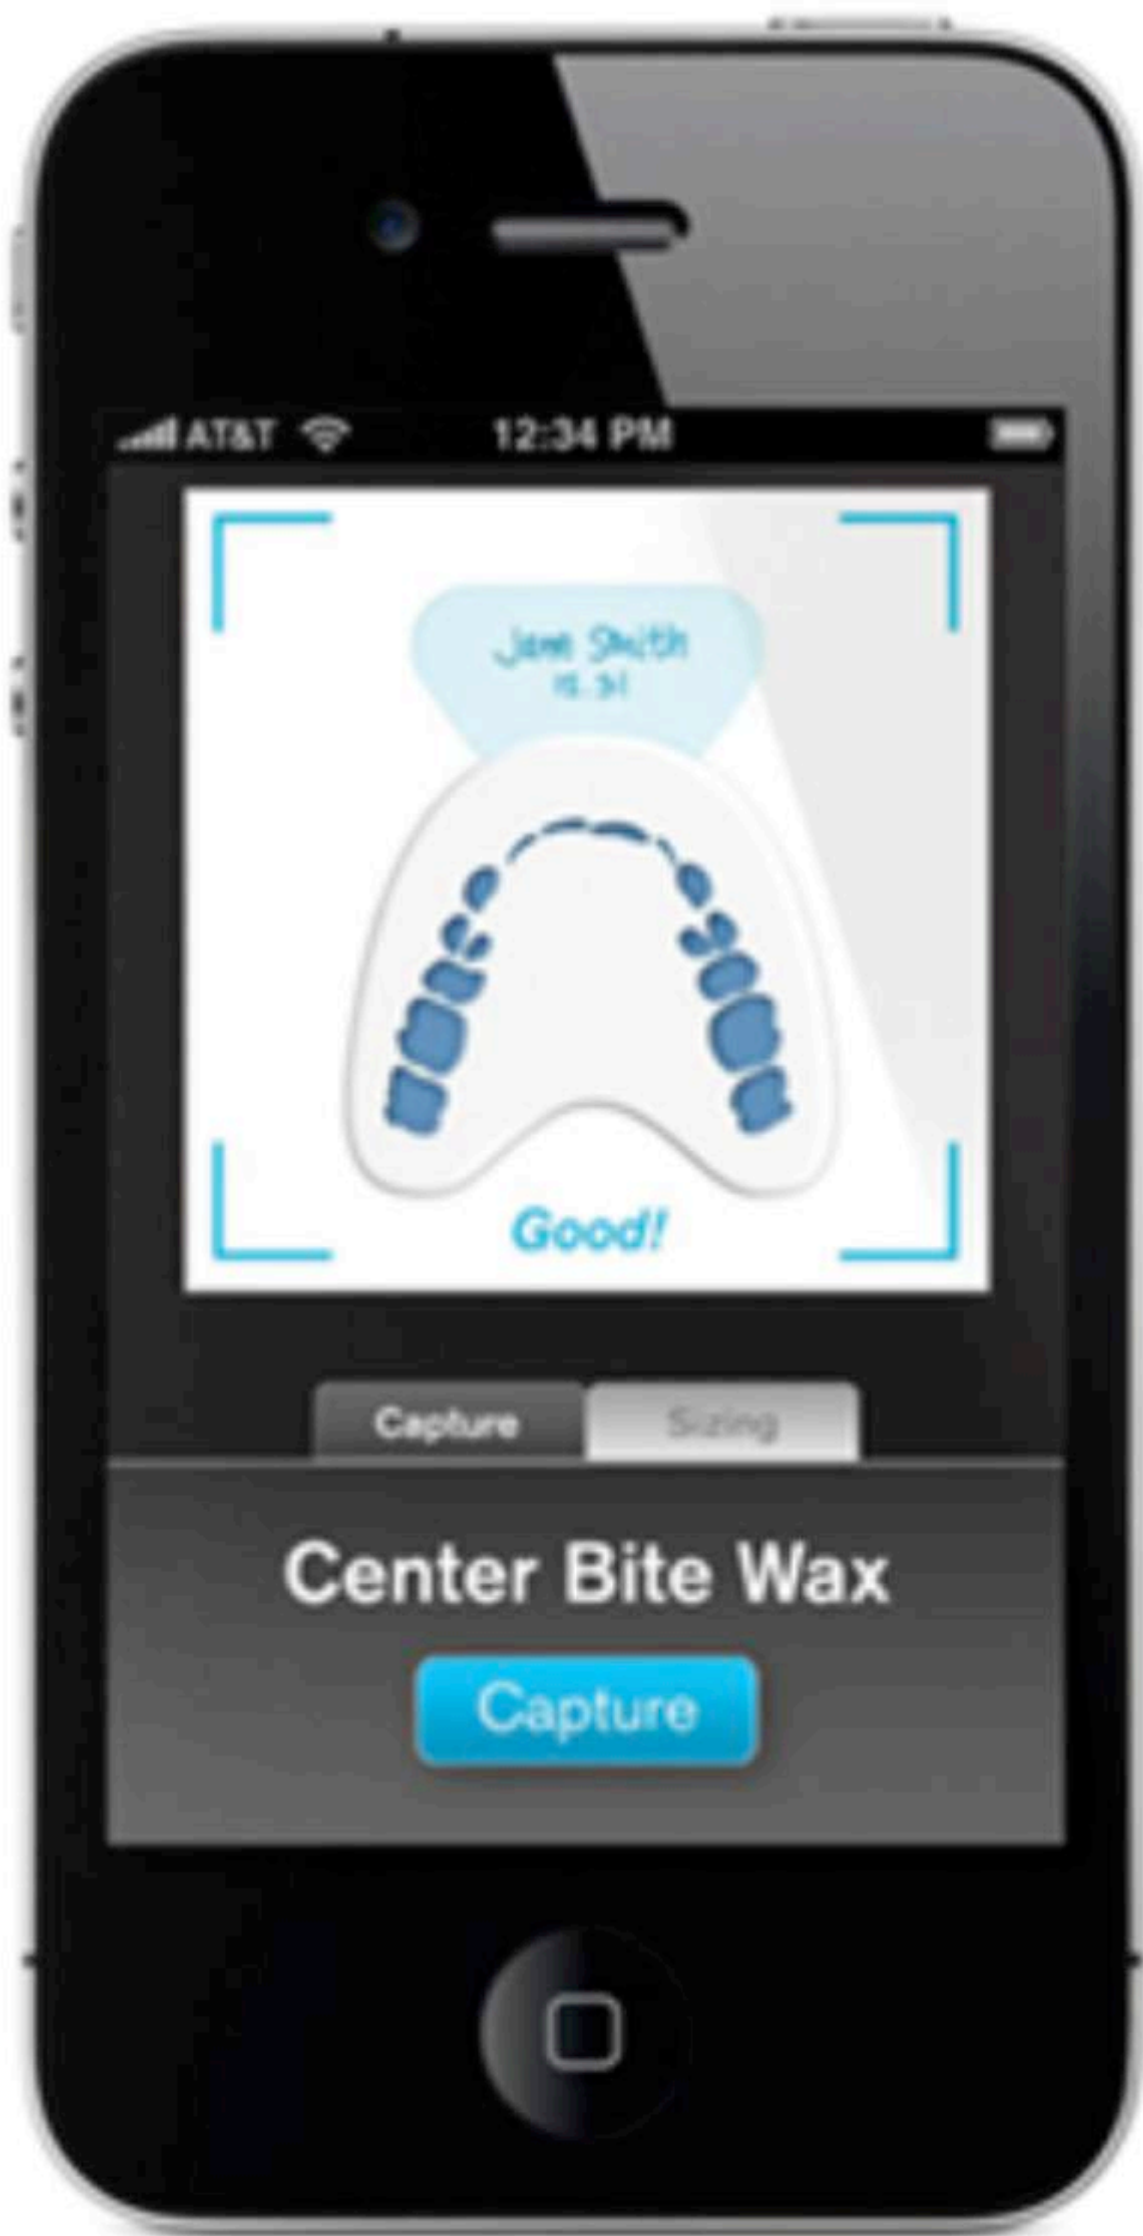 AT&T 12:34 PM
Jane Smith
Good!
Capture Sizing
Center Bite Wax
Capture